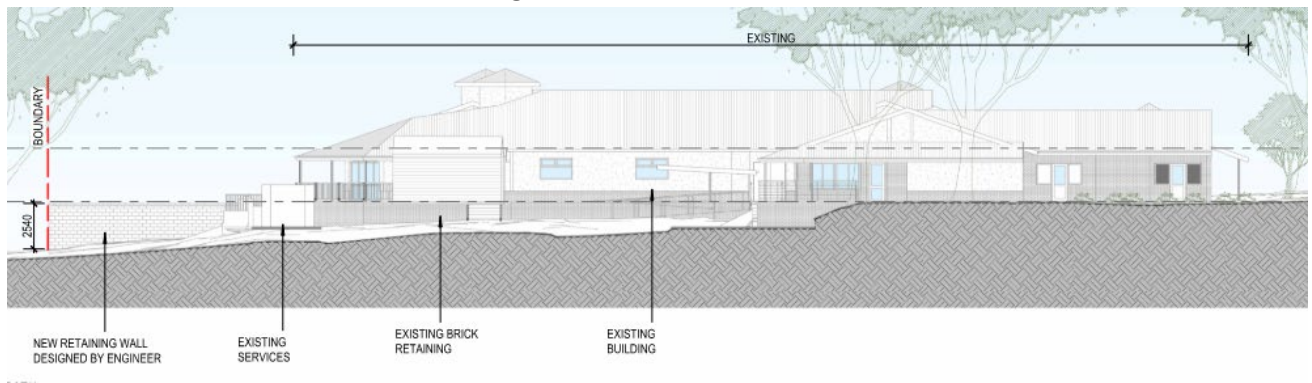 EXISTING
BOUNDARY
2540
NEW RETAINING WALL
DESIGNED BY ENGINEER
EXISTING
SERVICES
EXISTING BRICK
RETAINING
EXISTING
BUILDING